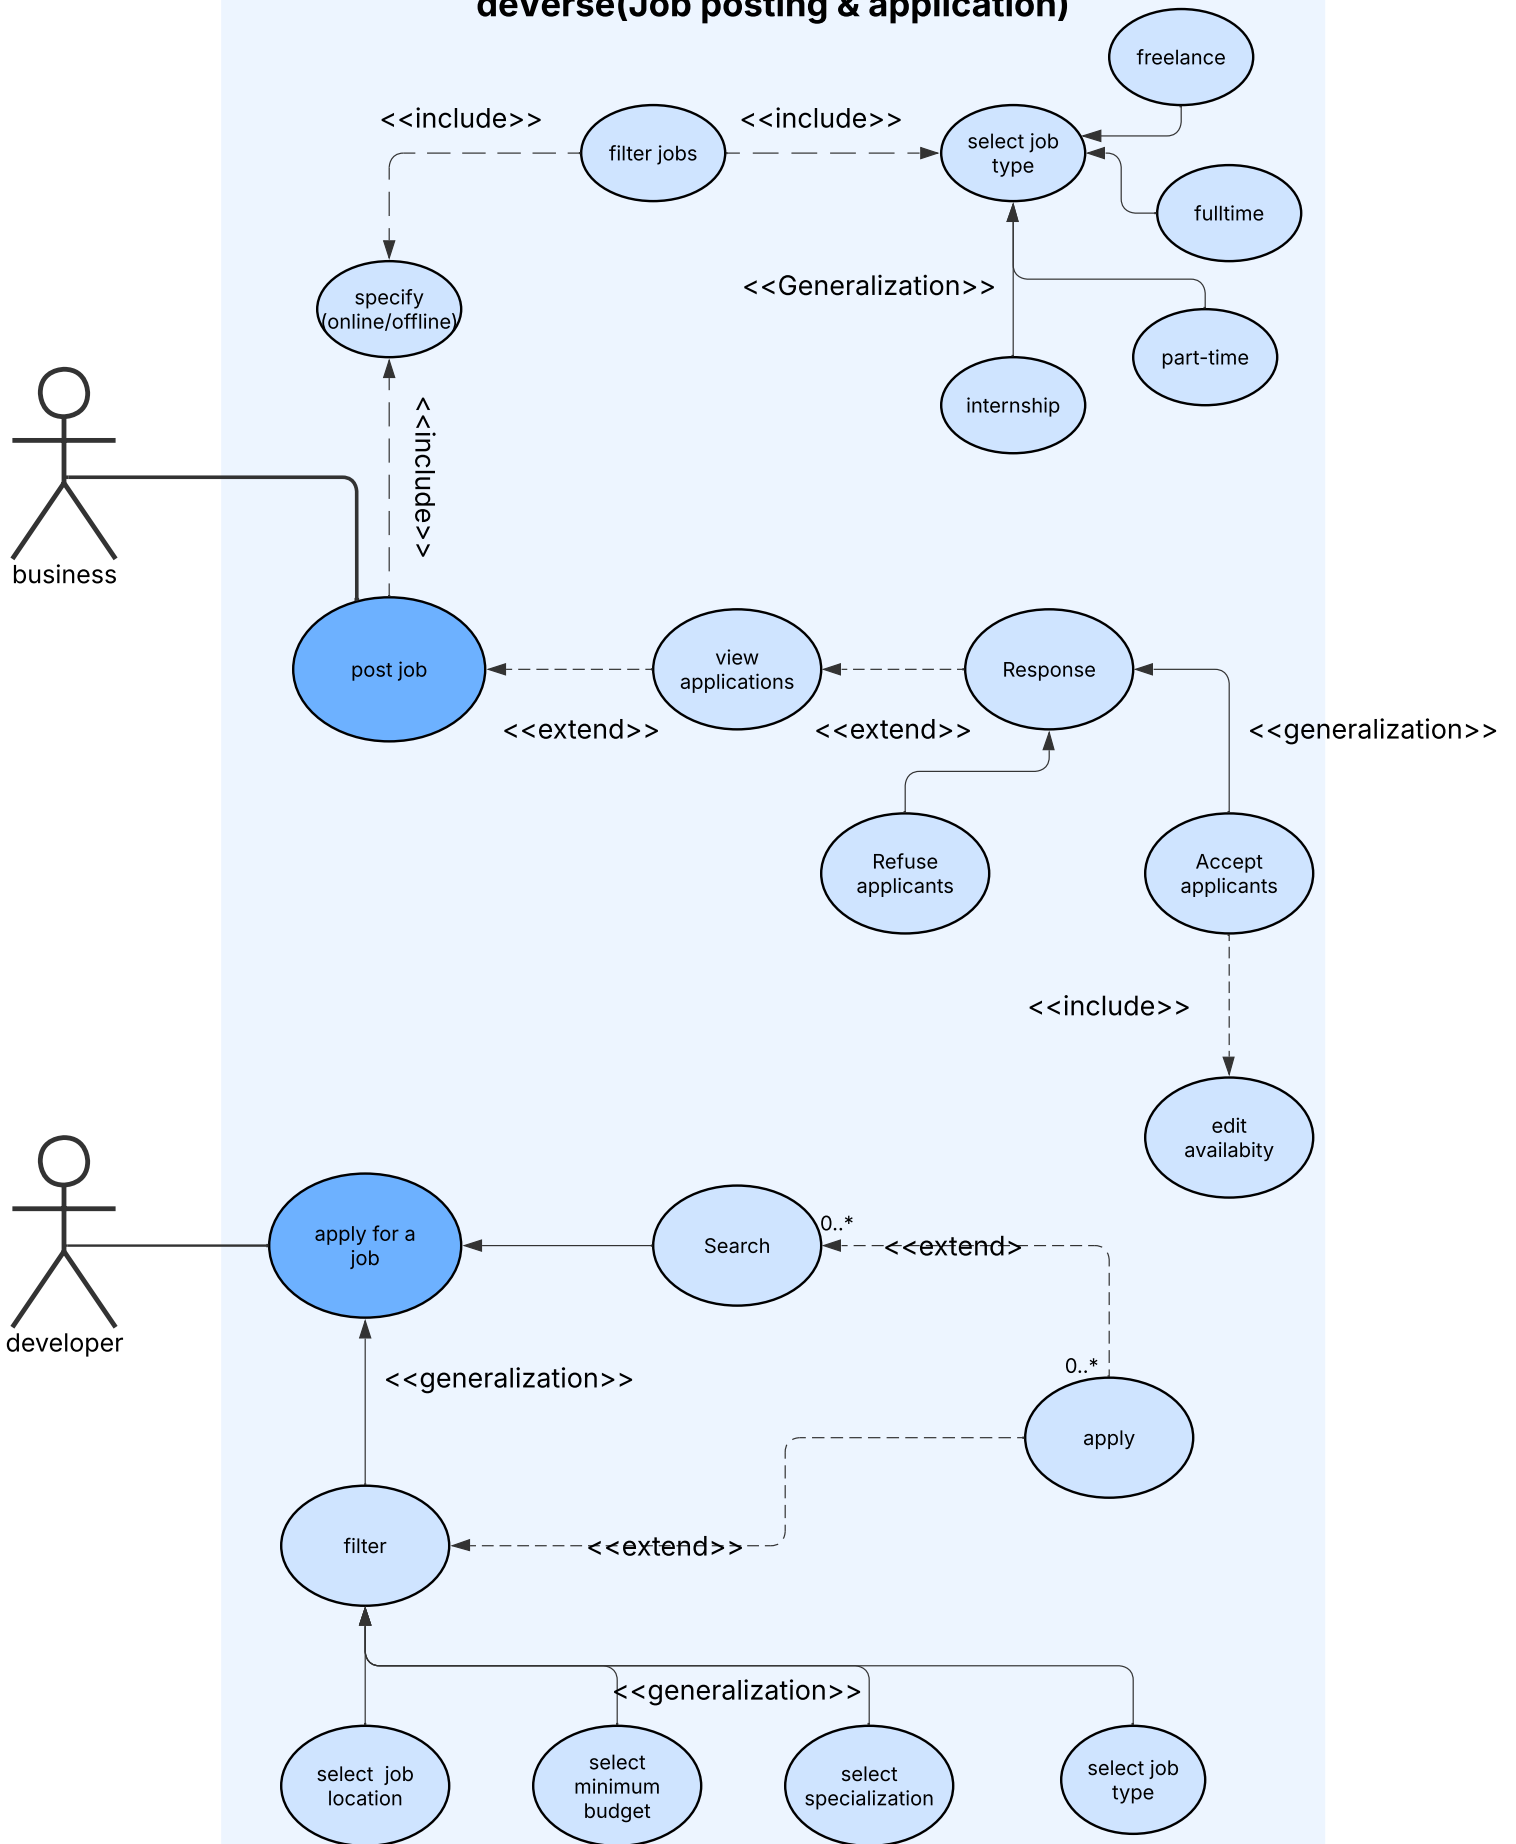 deverse(Job posting & application)
freelance
<<include>>
<<include>>
filter jobs
select job
type
fulltime
<<Generalization>>
specify
(online/offline)
part-time
internship
<<include>>
business
post job
view
applications
Response
<<extend>>
<<extend>>
<<generalization>>
Refuse
applicants
Accept
applicants
<<include>>
edit
availabity
apply for a
job
Search
0..*
<<extend>
developer
0..*
<<generalization>>
apply
filter
<<extend>>
<<generalization>>
select  job
location
select
minimum
budget
select
specialization
select job
type